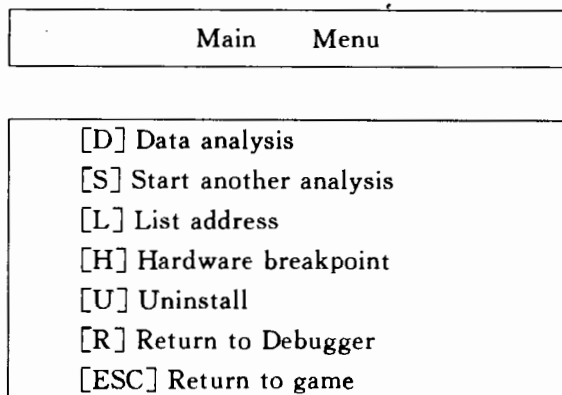 Main Menu
[D] Data analysis
[S] Start another analysis
[L] List address
[H] Hardware breakpoint
[U] Uninstall
[R] Return to Debugger
[ESC] Return to game